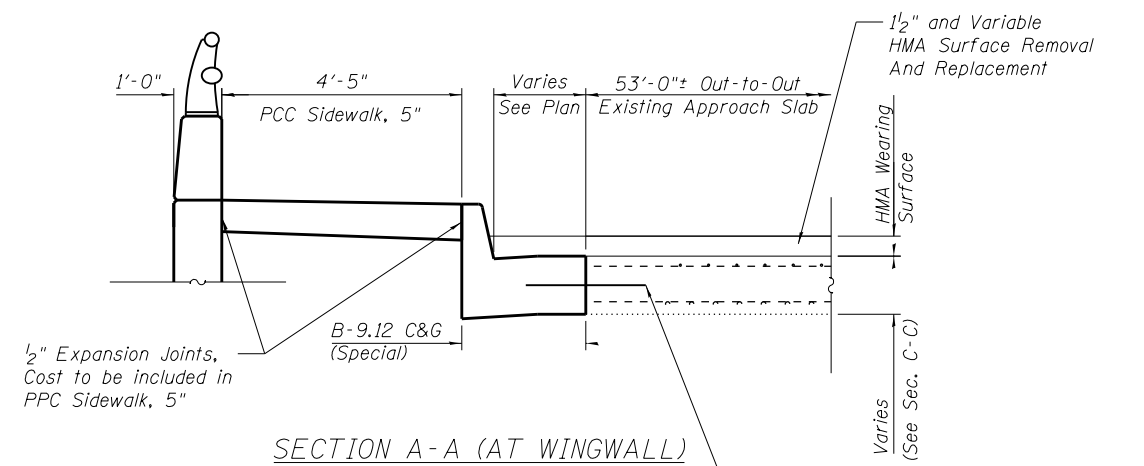 1½" and Variable
HMA Surface Removal
And Replacement
1'-0"
4'-5"
PCC Sidewalk, 5"
Varies
See Plan
53'-0"± Out-to-Out
Existing Approach Slab
HMA Wearing
Surface
B-9.12 C&G
(Special)
½" Expansion Joints,
Cost to be included in
PPC Sidewalk, 5"
Varies
(See Sec. C-C)
SECTION A-A (AT WINGWALL)